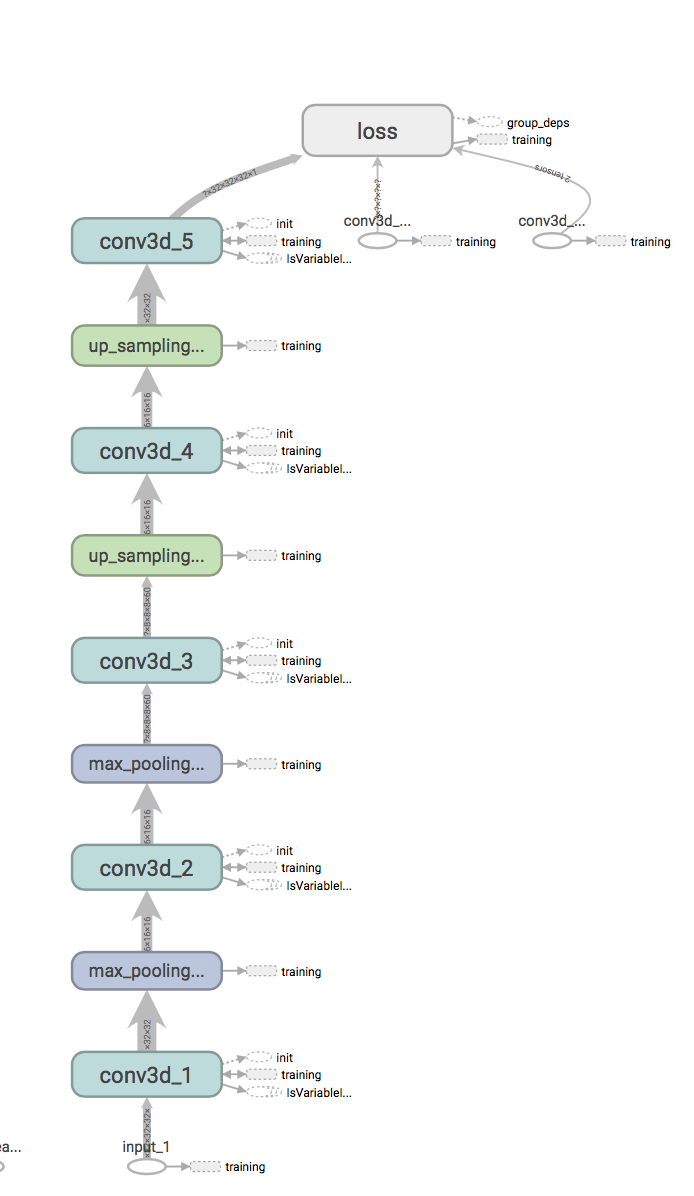 loss
group_deps
training
?×32×32×32×1
?×?×?×?×?
2 tensors
conv3d_...
training
conv3d_...
training
conv3d_5
init
training
IsVariablel...
×32×32
up_sampling...
training
6×16×16
conv3d_4
init
training
IsVariablel...
6×16×16
up_sampling...
training
?×8×8×8×60
conv3d_3
init
training
IsVariablel...
?×8×8×8×60
max_pooling...
training
6×16×16
conv3d_2
init
training
IsVariablel...
6×16×16
max_pooling...
training
×32×32
conv3d_1
init
training
IsVariablel...
×32×32×
ea...
input_1
training